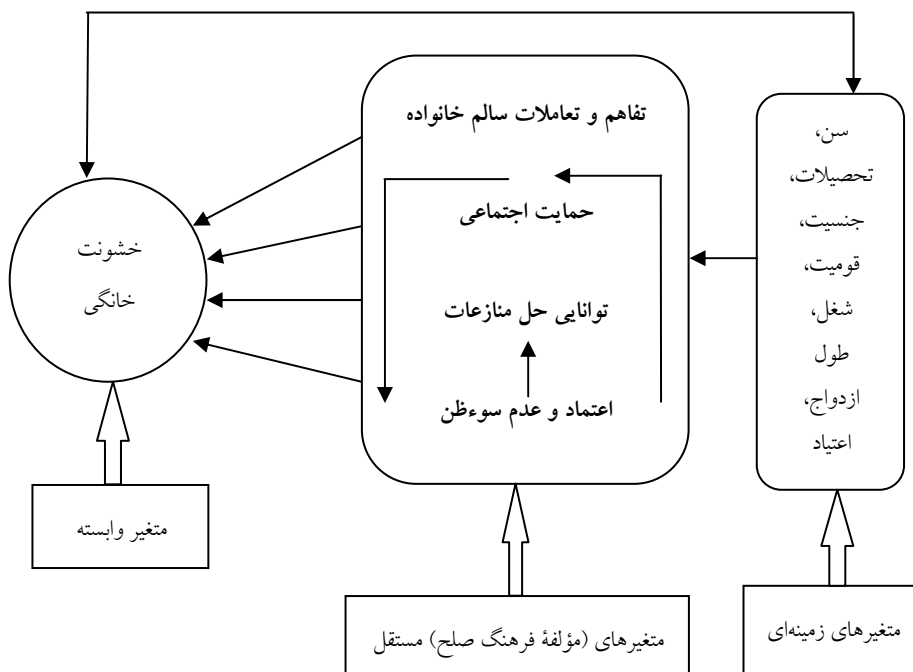 تفاهم و تعاملات سالم خانواده
حمایت اجتماعی
توانایی حل منازعات
اعتماد و عدم سوءظن
سن،
تحصیلات،
جنسیت،
قومیت،
شغل،
طول
ازدواج،
اعتیاد
خشونت
خانگی
متغیر وابسته
متغیرهای (مؤلفۀ فرهنگ صلح) مستقل
متغیرهای زمینه‌ای